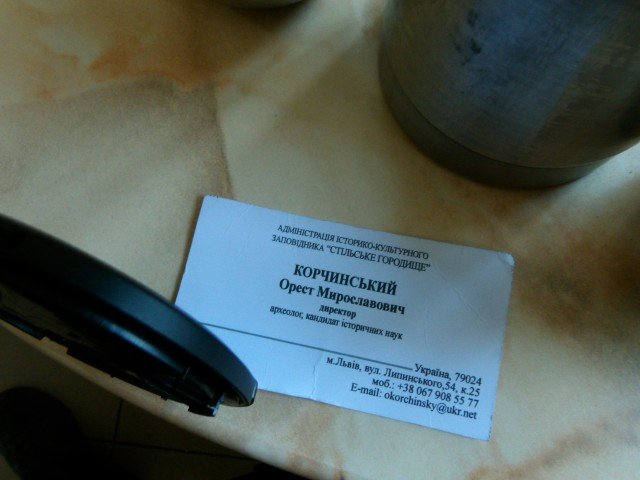 АДМІНІСТРАЦІЯ ІСТОРИКО-КУЛЬТУРНОГО
ЗАПОВІДНИКА "СТІЛЬСЬКЕ ГОРОДИЩЕ"
КОРЧИНСЬКИЙ
Орест Мирославович
директор
археолог, кандидат історичних наук
Україна, 79024
м.Львів, вул. Липинського,54, к.25
моб.: +38 067 908 55 77
E-mail: okorchinsky@ukr.net